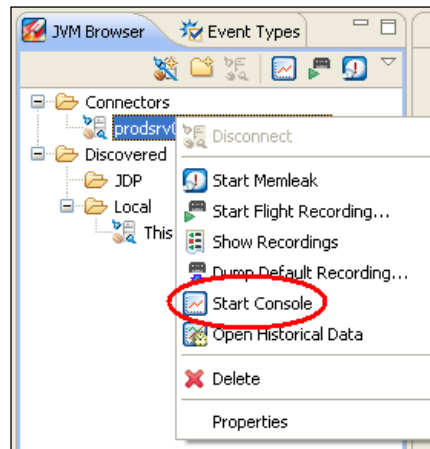 JVM Browser Event Types
Connectors
prodsrv
Disconnect
Discovered
JDP
Start Memleak
Local
Start Flight Recording...
This
Show Recordings
Dump Default Recording...
Start Console
Open Historical Data
Delete
Properties